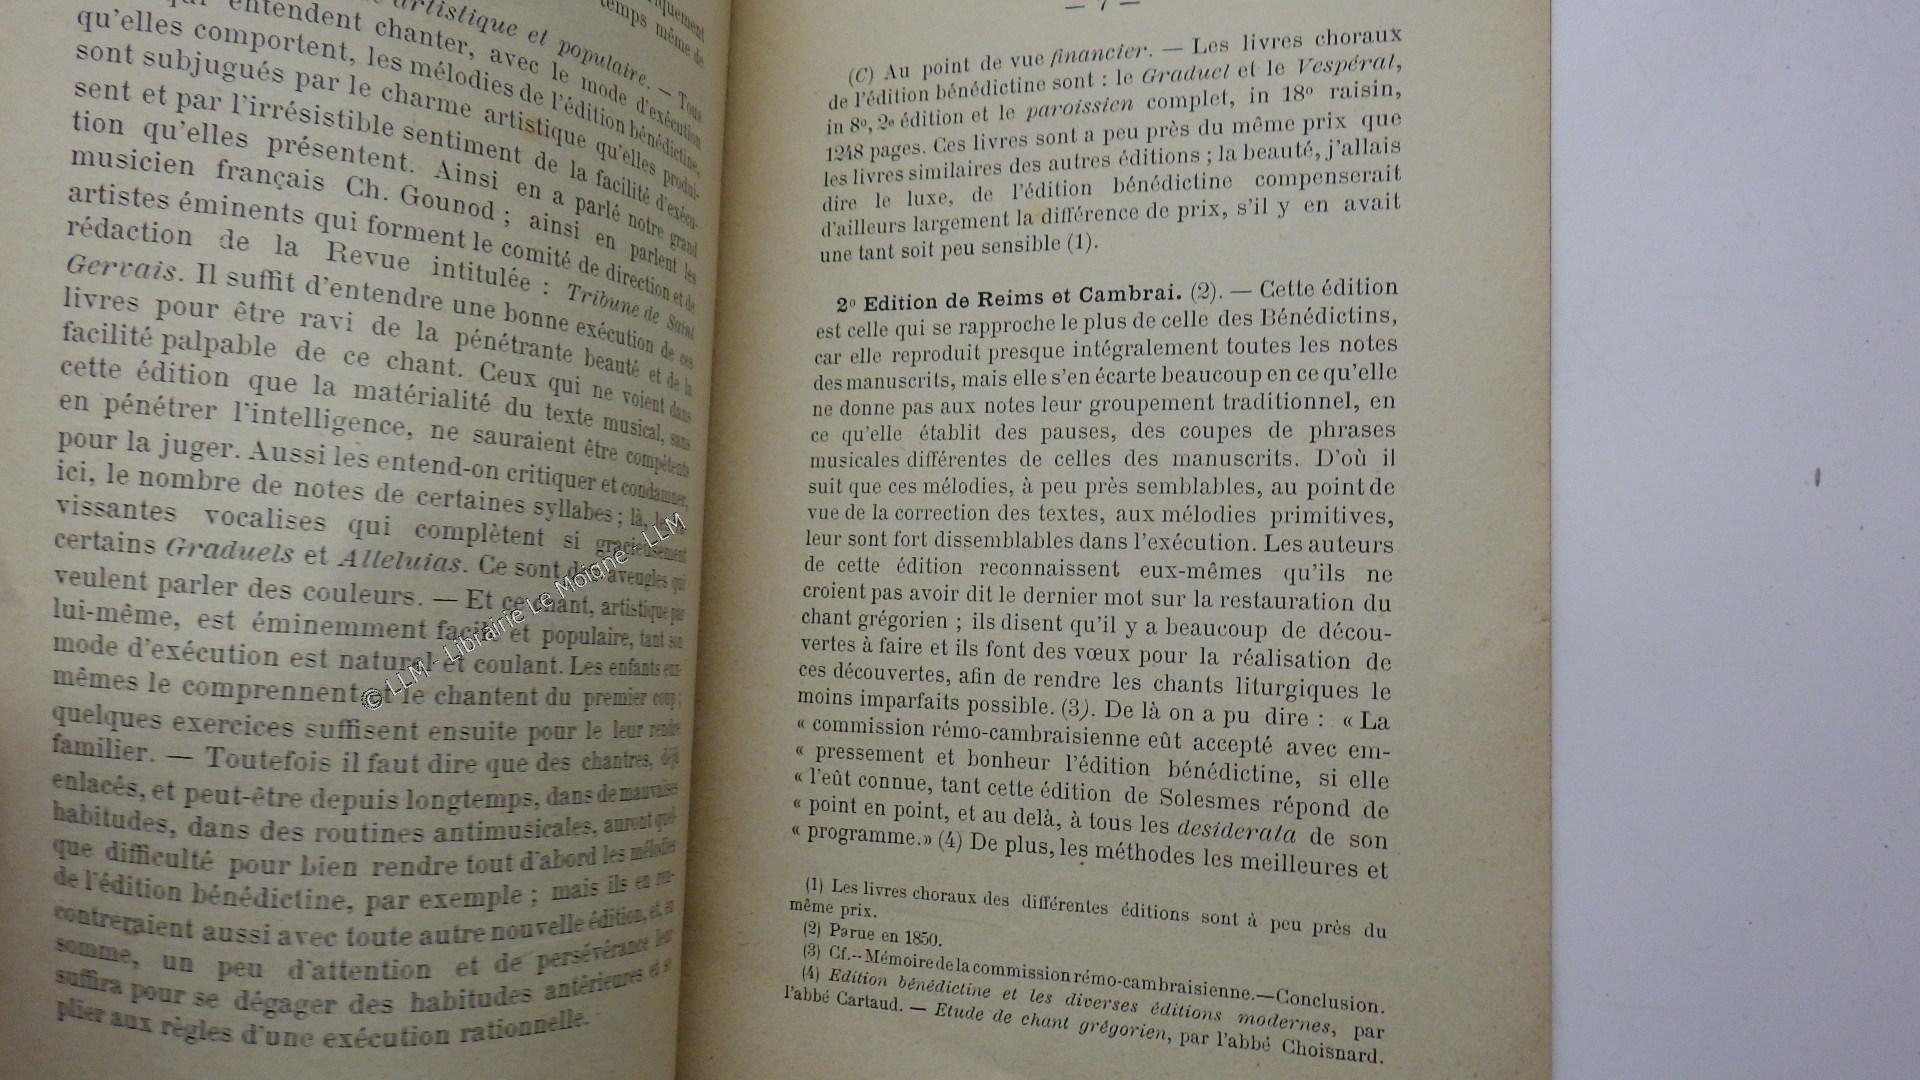 iquement
temps même de
artistique et populaire. — Tous
qui entendent chanter, avec le mode d'exécution
qu'elles comportent, les mélodies de l'édition bénédictine,
sont subjugués par le charme artistique qu'elles produi-
sent et par l'irrésistible sentiment de la facilité d'exécu-
tion qu'elles présentent. Ainsi en a parlé notre grand
musicien français Ch. Gounod ; ainsi en parlent les
artistes éminents qui forment le comité de direction et de
rédaction de la Revue intitulée : Tribune de Saint
Gervais. Il suffit d'entendre une bonne exécution de ces
livres pour être ravi de la pénétrante beauté et de la
facilité palpable de ce chant. Ceux qui ne voient dans
cette édition que la matérialité du texte musical, sans
en pénétrer l'intelligence, ne sauraient être compétents
pour la juger. Aussi les entend-on critiquer et condamner,
ici, le nombre de notes de certaines syllabes ; là,
vissantes vocalises qui complètent si gracieusement
certains Graduels et Alleluias. Ce sont des aveugles qui
veulent parler des couleurs. — Et ce chant, artistique par
lui-même, est éminemment facile et populaire, tant son
mode d'exécution est naturel et coulant. Les enfants eux-
mêmes le comprennent et le chantent du premier coup ;
quelques exercices suffisent ensuite pour le leur rendre
familier. — Toutefois il faut dire que des chantres, déjà
enlacés, et peut-être depuis longtemps, dans de mauvaises
habitudes, dans des routines antimusicales, auront quel-
que difficulté pour bien rendre tout d'abord les mélodies
de l'édition bénédictine, par exemple ; mais ils en ren-
contreraient aussi avec toute autre nouvelle édition, et, en
somme, un peu d'attention et de persévérance leur
suffira pour se dégager des habitudes antérieures et se
plier aux règles d'une exécution rationnelle.
© LLM - Librairie Le Moigne - LLM
— 7 —
(C) Au point de vue financier. — Les livres choraux
de l'édition bénédictine sont : le Graduel et le Vespéral,
in 8º, 2e édition et le paroissien complet, in 18º raisin,
1248 pages. Ces livres sont a peu près du même prix que
les livres similaires des autres éditions ; la beauté, j'allais
dire le luxe, de l'édition bénédictine compenserait
d'ailleurs largement la différence de prix, s'il y en avait
une tant soit peu sensible (1).
2º Edition de Reims et Cambrai. (2). — Cette édition
est celle qui se rapproche le plus de celle des Bénédictins,
car elle reproduit presque intégralement toutes les notes
des manuscrits, mais elle s'en écarte beaucoup en ce qu'elle
ne donne pas aux notes leur groupement traditionnel, en
ce qu'elle établit des pauses, des coupes de phrases
musicales différentes de celles des manuscrits. D'où il
suit que ces mélodies, à peu près semblables, au point de
vue de la correction des textes, aux mélodies primitives,
leur sont fort dissemblables dans l'exécution. Les auteurs
de cette édition reconnaissent eux-mêmes qu'ils ne
croient pas avoir dit le dernier mot sur la restauration du
chant grégorien ; ils disent qu'il y a beaucoup de décou-
vertes à faire et ils font des vœux pour la réalisation de
ces découvertes, afin de rendre les chants liturgiques le
moins imparfaits possible. (3). De là on a pu dire : « La
« commission rémo-cambraisienne eût accepté avec em-
« pressement et bonheur l'édition bénédictine, si elle
« l'eût connue, tant cette édition de Solesmes répond de
« point en point, et au delà, à tous les desiderata de son
« programme.» (4) De plus, les méthodes les meilleures et
(1) Les livres choraux des différentes éditions sont à peu près du
même prix.
(2) Parue en 1850.
(3) Cf.-- Mémoire de la commission rémo-cambraisienne.—Conclusion.
(4) Edition bénédictine et les diverses éditions modernes, par
l'abbé Cartaud. — Etude de chant grégorien, par l'abbé Choisnard.